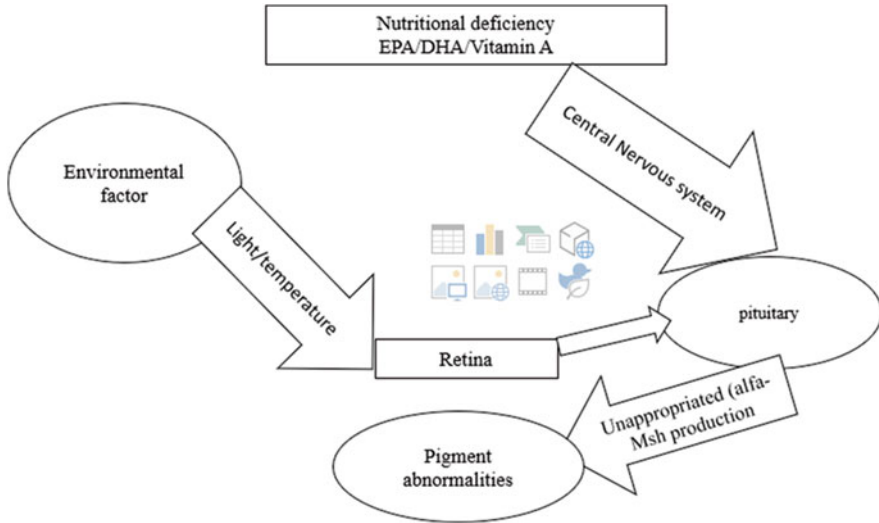 Nutritional deficiency
EPA/DHA/Vitamin A
Central Nervous system
Environmental
factor
Light/temperature
pituitary
Retina
Unappropriated (alfa-
Msh production
Pigment
abnormalities